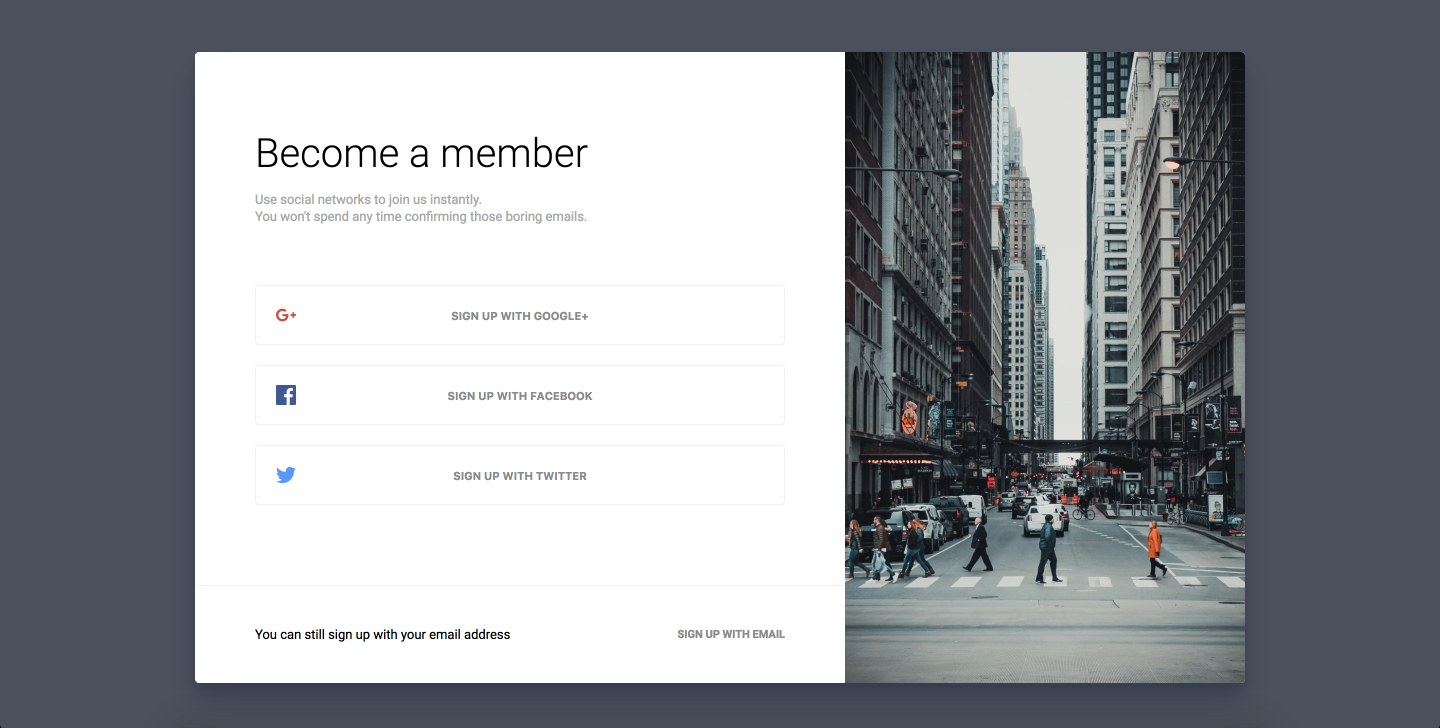 Become a member
Use social networks to join us instantly.
You won't spend any time confirming those boring emails.
G+ SIGN UP WITH GOOGLE+
f SIGN UP WITH FACEBOOK
SIGN UP WITH TWITTER
You can still sign up with your email address
SIGN UP WITH EMAIL